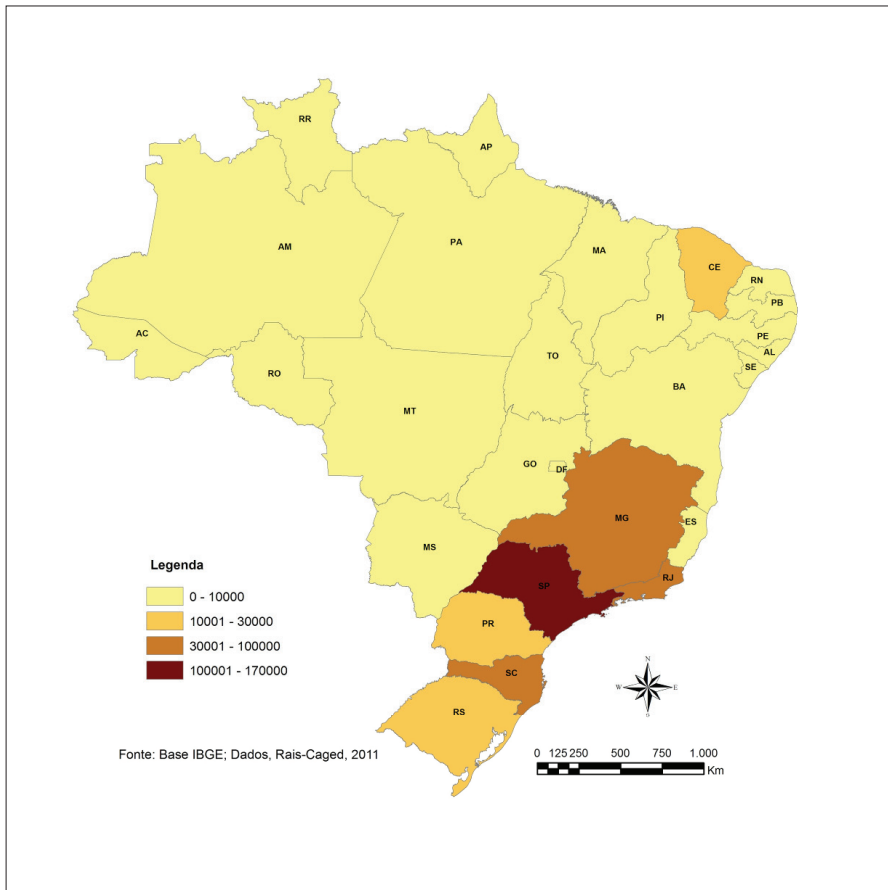 RR
AP
AM
PA
MA
CE
RN
PB
PI
PE
AL
SE
AC
TO
RO
BA
MT
GO
DF
MG
ES
MS
SP
RJ
PR
SC
RS
Legenda
0 - 10000
10001 - 30000
30001 - 100000
100001 - 170000
N
W E
O
Fonte: Base IBGE; Dados, Rais-Caged, 2011
0 125 250 500 750 1.000
Km